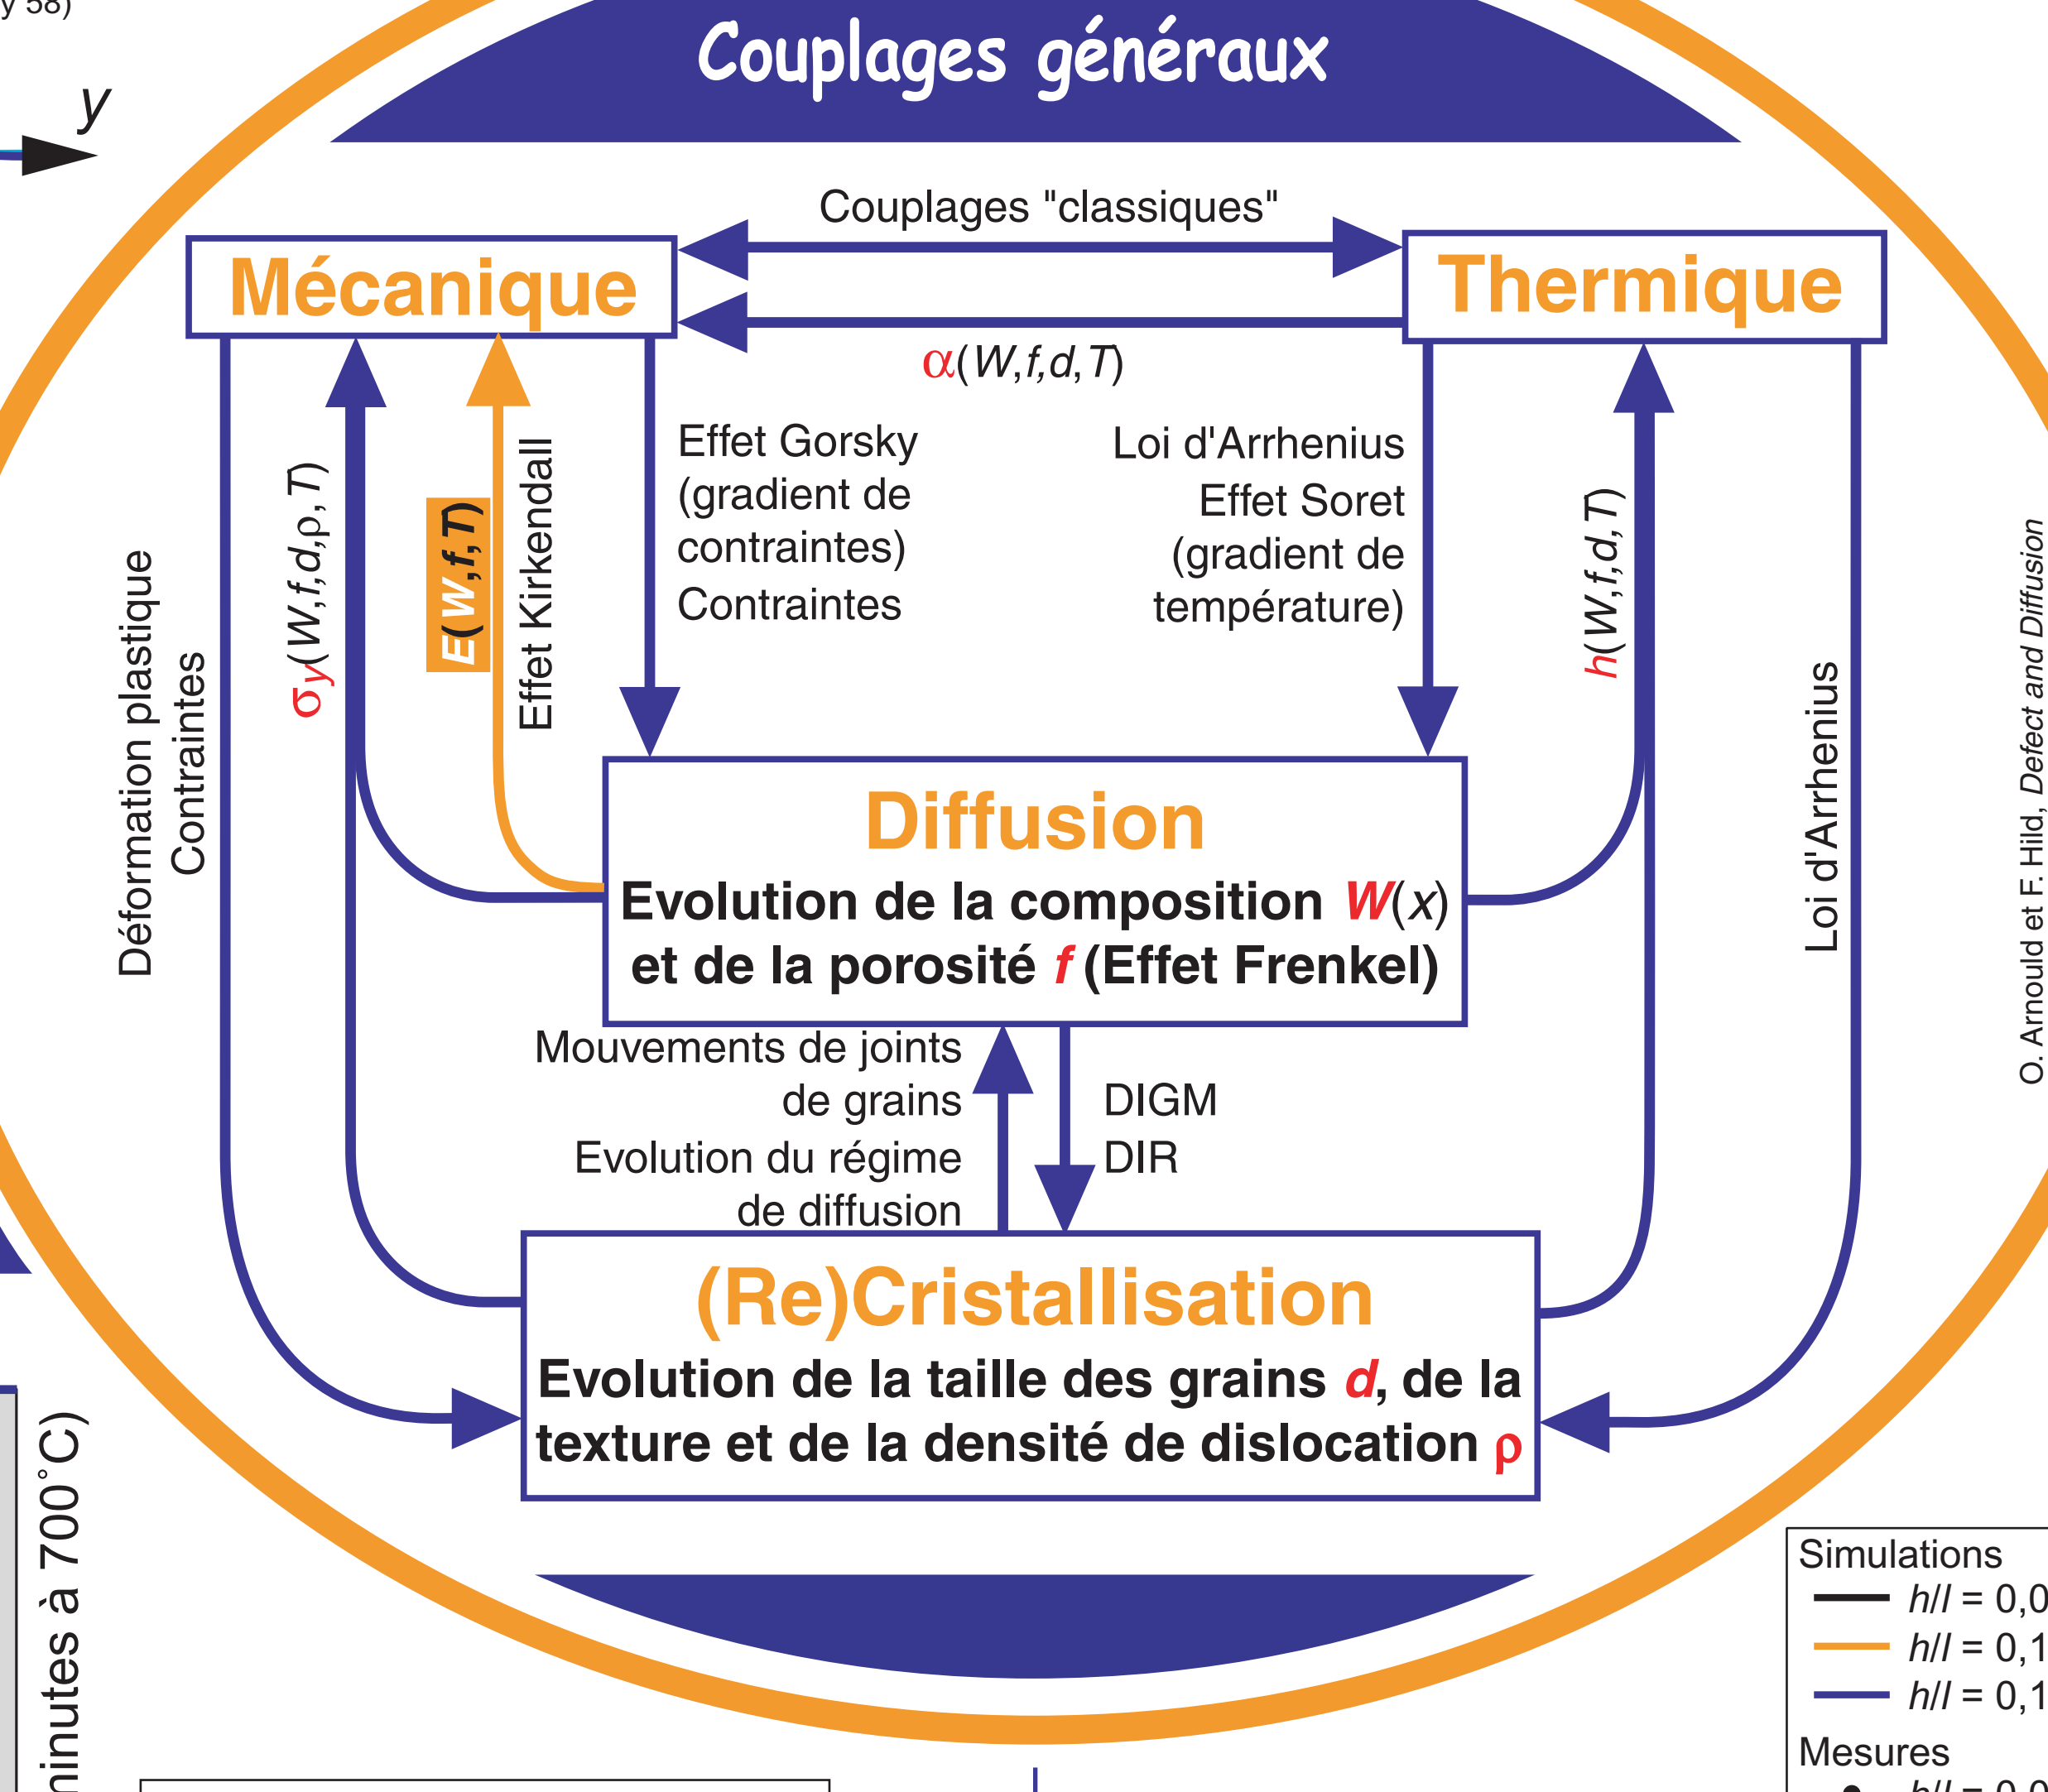 y 58)
y
Couplages généraux
Couplages "classiques"
Mécanique
Thermique
α(W,f,d,T)
Effet Gorsky
(gradient de
contraintes)
Contraintes
Loi d'Arrhenius
Effet Soret
(gradient de
température)
Déformation plastique
Contraintes
σy(W,f,d,ρ,T)
E(W,f,T)
Effet Kirkendall
h(W,f,d,T)
Loi d'Arrhenius
O. Arnould et F. Hild, Defect and Diffusion
Diffusion
Evolution de la composition W(x)
et de la porosité f (Effet Frenkel)
Mouvements de joints
de grains
Evolution du régime
de diffusion
DIGM
DIR
(Re)Cristallisation
Evolution de la taille des grains d, de la
texture et de la densité de dislocation ρ
minutes à 700°C)
Simulations
h/l = 0,0
h/l = 0,1
h/l = 0,1
Mesures